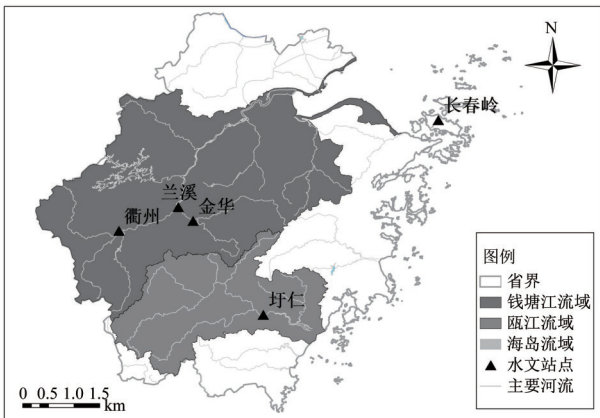 N
长春岭
兰溪
金华
衢州
圩仁
图例
省界
钱塘江流域
瓯江流域
海岛流域
水文站点
主要河流
0 0.5 1.0 1.5
km